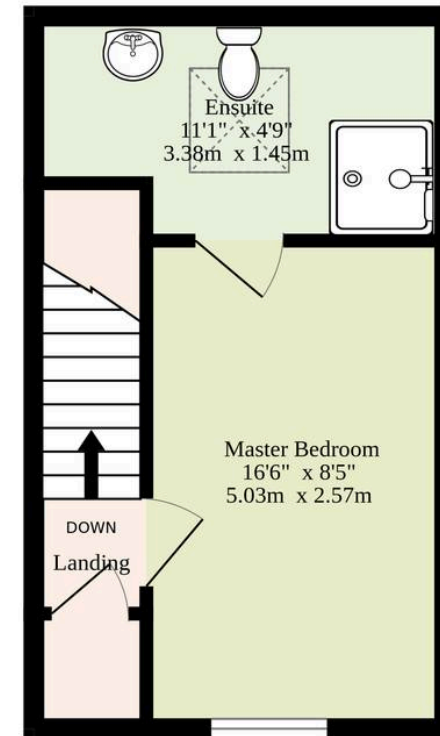 Ensuite
11'1" x 4'9"
3.38m x 1.45m
Master Bedroom
16'6" x 8'5"
5.03m x 2.57m
DOWN
Landing